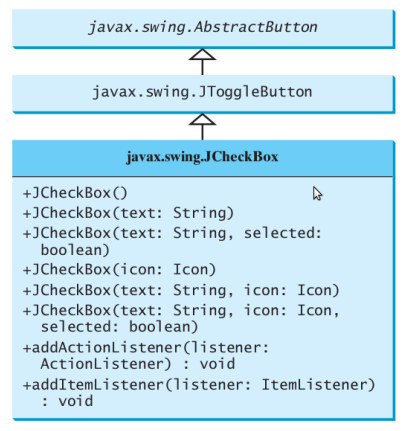 javax.swing.AbstractButton
javax.swing.JToggleButton
javax.swing.JCheckBox
+JCheckBox()
+JCheckBox(text: String)
+JCheckBox(text: String, selected:
boolean)
+JCheckBox(icon: Icon)
+JCheckBox(text: String, icon: Icon)
+JCheckBox(text: String, icon: Icon,
selected: boolean)
+addActionListener(listener:
ActionListener) : void
+addItemListener(listener: ItemListener)
: void